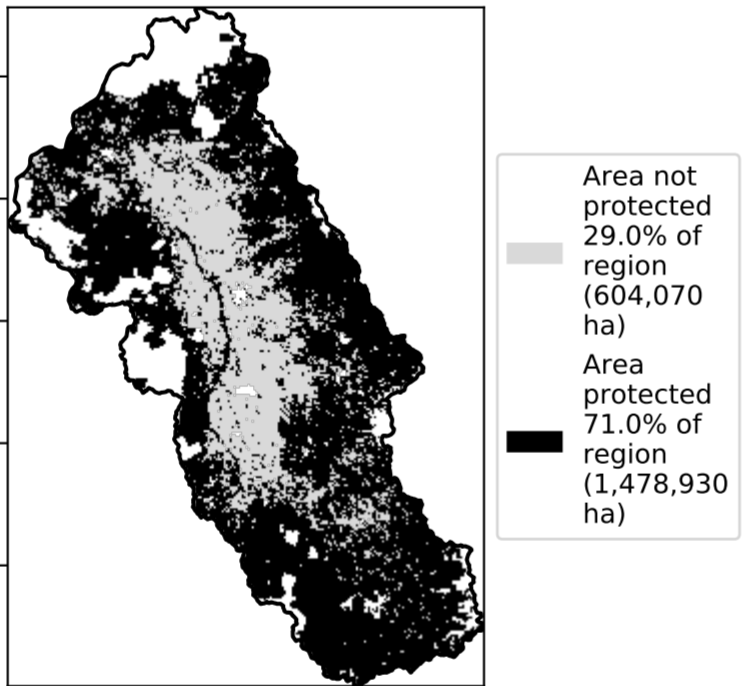 Area not
protected
29.0% of
region
(604,070
ha)
Area
protected
71.0% of
region
(1,478,930
ha)